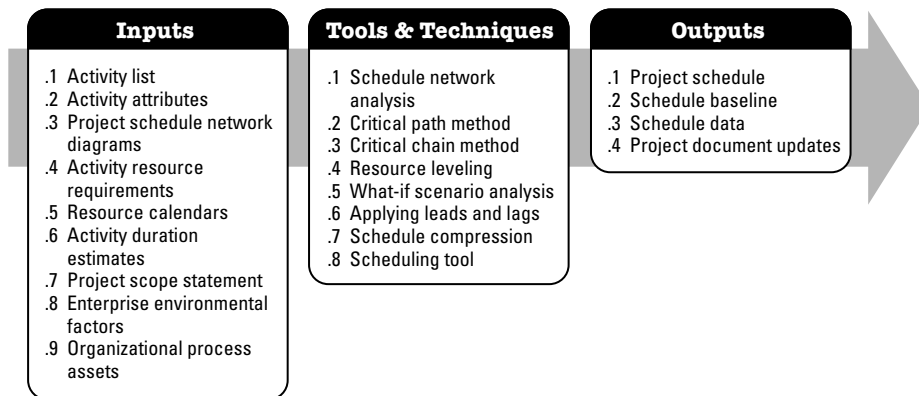 Inputs
.1 Activity list
.2 Activity attributes
.3 Project schedule network
diagrams
.4 Activity resource
requirements
.5 Resource calendars
.6 Activity duration
estimates
.7 Project scope statement
.8 Enterprise environmental
factors
.9 Organizational process
assets
Tools & Techniques
.1 Schedule network
analysis
.2 Critical path method
.3 Critical chain method
.4 Resource leveling
.5 What-if scenario analysis
.6 Applying leads and lags
.7 Schedule compression
.8 Scheduling tool
Outputs
.1 Project schedule
.2 Schedule baseline
.3 Schedule data
.4 Project document updates